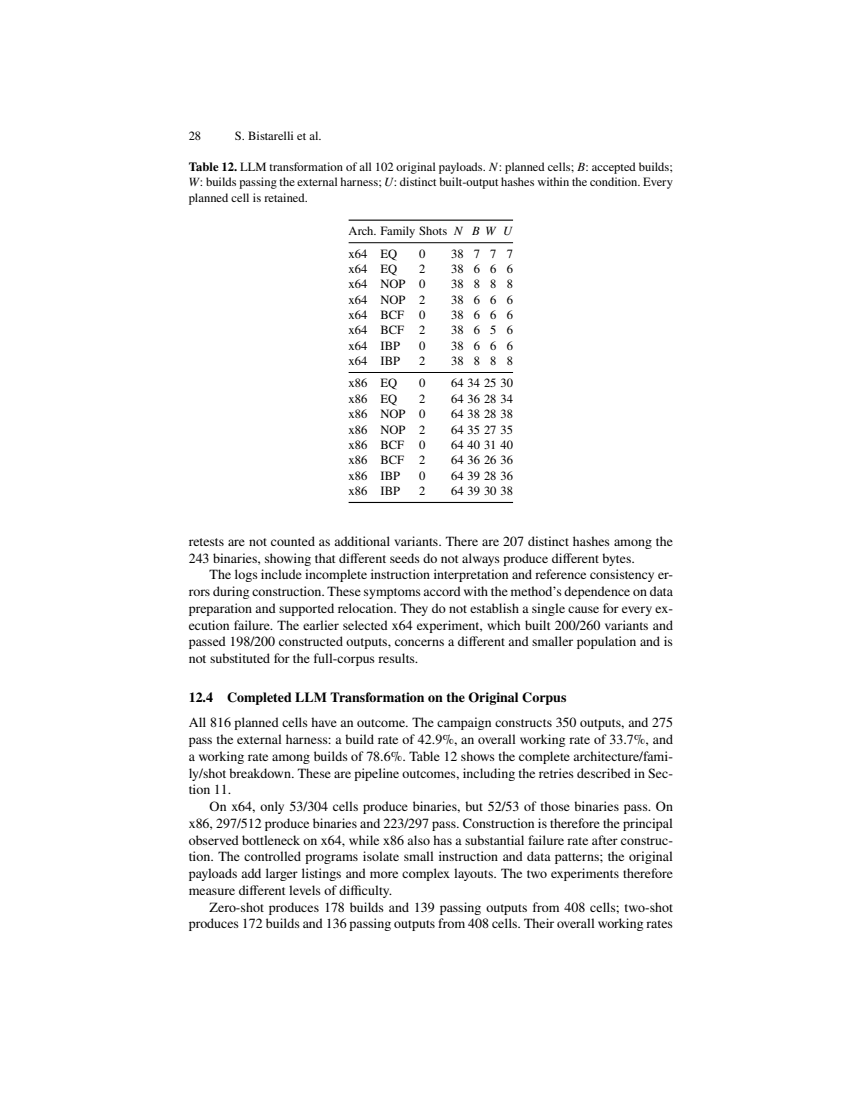 28 S. Bistarelli et al.
Table 12. LLM transformation of all 102 original payloads. N: planned cells; B: accepted builds;
W: builds passing the external harness; U: distinct built-output hashes within the condition. Every
planned cell is retained.
Arch. Family Shots N B W U
x64 EQ 0 38 7 7 7
x64 EQ 2 38 6 6 6
x64 NOP 0 38 8 8 8
x64 NOP 2 38 6 6 6
x64 BCF 0 38 6 6 6
x64 BCF 2 38 6 5 6
x64 IBP 0 38 6 6 6
x64 IBP 2 38 8 8 8
x86 EQ 0 64 34 25 30
x86 EQ 2 64 36 28 34
x86 NOP 0 64 38 28 38
x86 NOP 2 64 35 27 35
x86 BCF 0 64 40 31 40
x86 BCF 2 64 36 26 36
x86 IBP 0 64 39 28 36
x86 IBP 2 64 39 30 38
retests are not counted as additional variants. There are 207 distinct hashes among the
243 binaries, showing that different seeds do not always produce different bytes.
The logs include incomplete instruction interpretation and reference consistency er-
rors during construction. These symptoms accord with the method's dependence on data
preparation and supported relocation. They do not establish a single cause for every ex-
ecution failure. The earlier selected x64 experiment, which built 200/260 variants and
passed 198/200 constructed outputs, concerns a different and smaller population and is
not substituted for the full-corpus results.
12.4 Completed LLM Transformation on the Original Corpus
All 816 planned cells have an outcome. The campaign constructs 350 outputs, and 275
pass the external harness: a build rate of 42.9%, an overall working rate of 33.7%, and
a working rate among builds of 78.6%. Table 12 shows the complete architecture/fami-
ly/shot breakdown. These are pipeline outcomes, including the retries described in Sec-
tion 11.
On x64, only 53/304 cells produce binaries, but 52/53 of those binaries pass. On
x86, 297/512 produce binaries and 223/297 pass. Construction is therefore the principal
observed bottleneck on x64, while x86 also has a substantial failure rate after construc-
tion. The controlled programs isolate small instruction and data patterns; the original
payloads add larger listings and more complex layouts. The two experiments therefore
measure different levels of difficulty.
Zero-shot produces 178 builds and 139 passing outputs from 408 cells; two-shot
produces 172 builds and 136 passing outputs from 408 cells. Their overall working rates